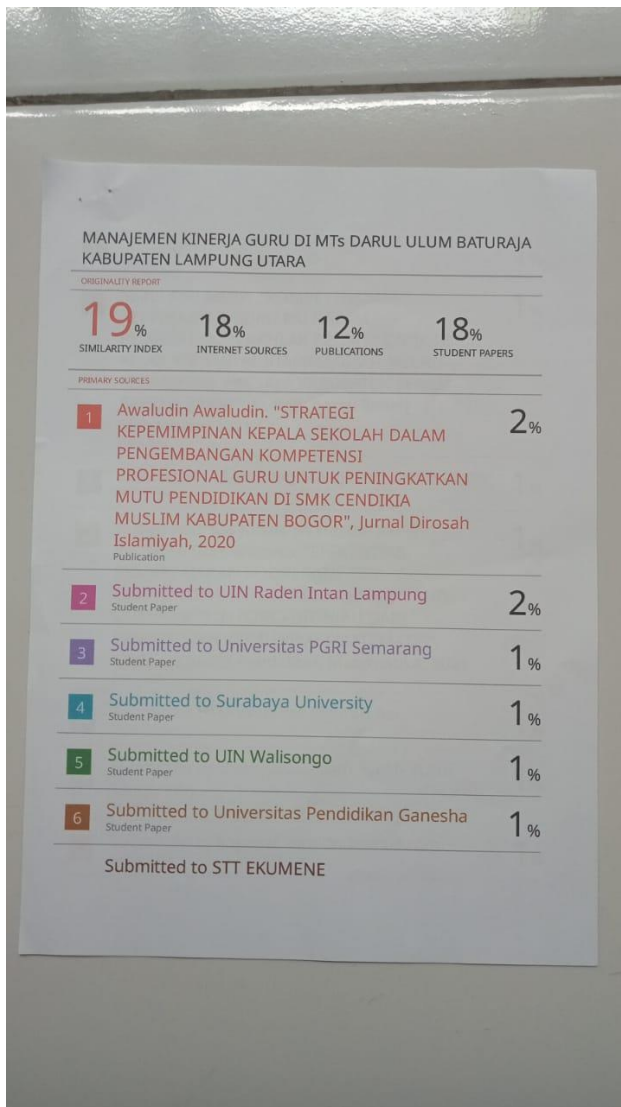 MANAJEMEN KINERJA GURU DI MTs DARUL ULUM BATURAJA
KABUPATEN LAMPUNG UTARA
ORIGINALITY REPORT
19%
SIMILARITY INDEX
18%
INTERNET SOURCES
12%
PUBLICATIONS
18%
STUDENT PAPERS
PRIMARY SOURCES
1
Awaludin Awaludin. "STRATEGI
KEPEMIMPINAN KEPALA SEKOLAH DALAM
PENGEMBANGAN KOMPETENSI
PROFESIONAL GURU UNTUK PENINGKATKAN
MUTU PENDIDIKAN DI SMK CENDIKIA
MUSLIM KABUPATEN BOGOR", Jurnal Dirosah
Islamiyah, 2020
Publication
2%
2
Submitted to UIN Raden Intan Lampung
Student Paper
2%
3
Submitted to Universitas PGRI Semarang
Student Paper
1%
4
Submitted to Surabaya University
Student Paper
1%
5
Submitted to UIN Walisongo
Student Paper
1%
6
Submitted to Universitas Pendidikan Ganesha
Student Paper
1%
Submitted to STT EKUMENE